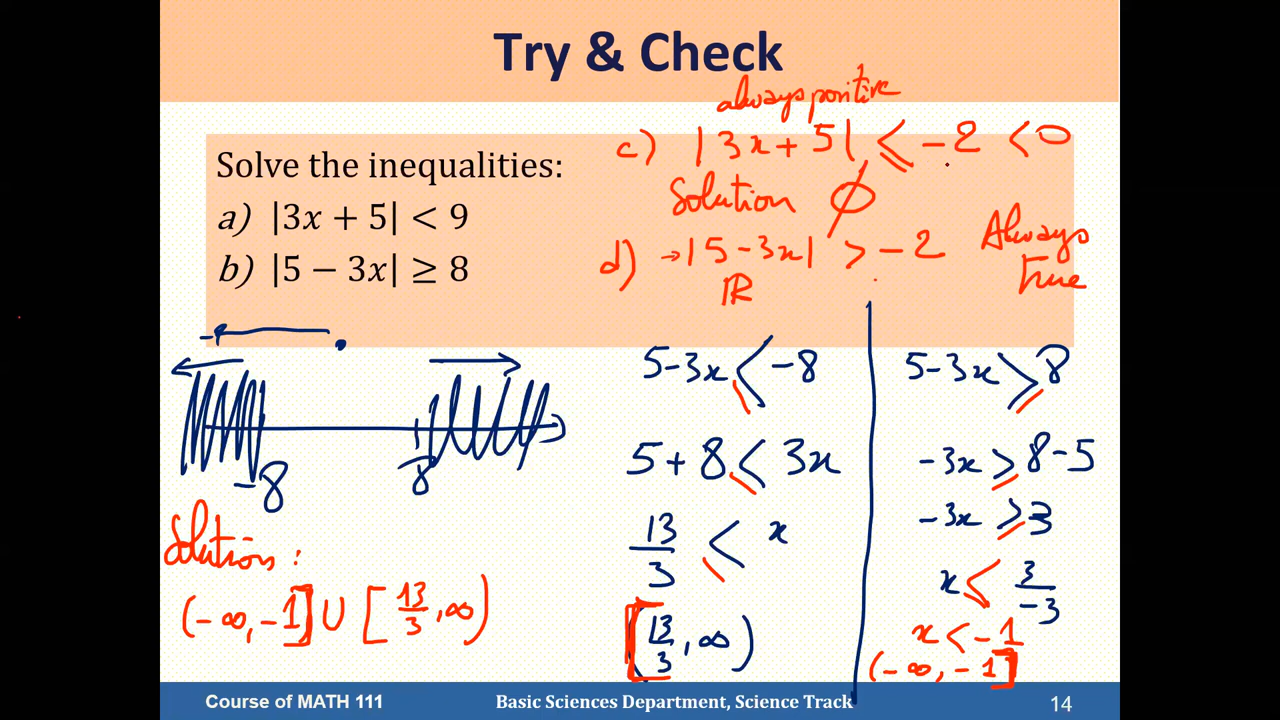 Try & Check
always positive
c) |3x + 5| ≤ -2 < 0
Solve the inequalities:
a) |3x + 5| < 9
Solution ∅
b) |5 − 3x| ≥ 8
d) → |5 - 3x| > -2 Always True
ℝ
5-3x ≤ -8
5-3x ≥ 8
-8
8
5 + 8 ≤ 3x
-3x ≥ 8-5
-3x ≥ 3
13/3 ≤ x
x ≤ 3/-3
Solution :
(-∞, -1] ∪ [13/3, ∞)
[13/3, ∞)
x < -1
(-∞, -1]
Course of MATH 111
Basic Sciences Department, Science Track
14